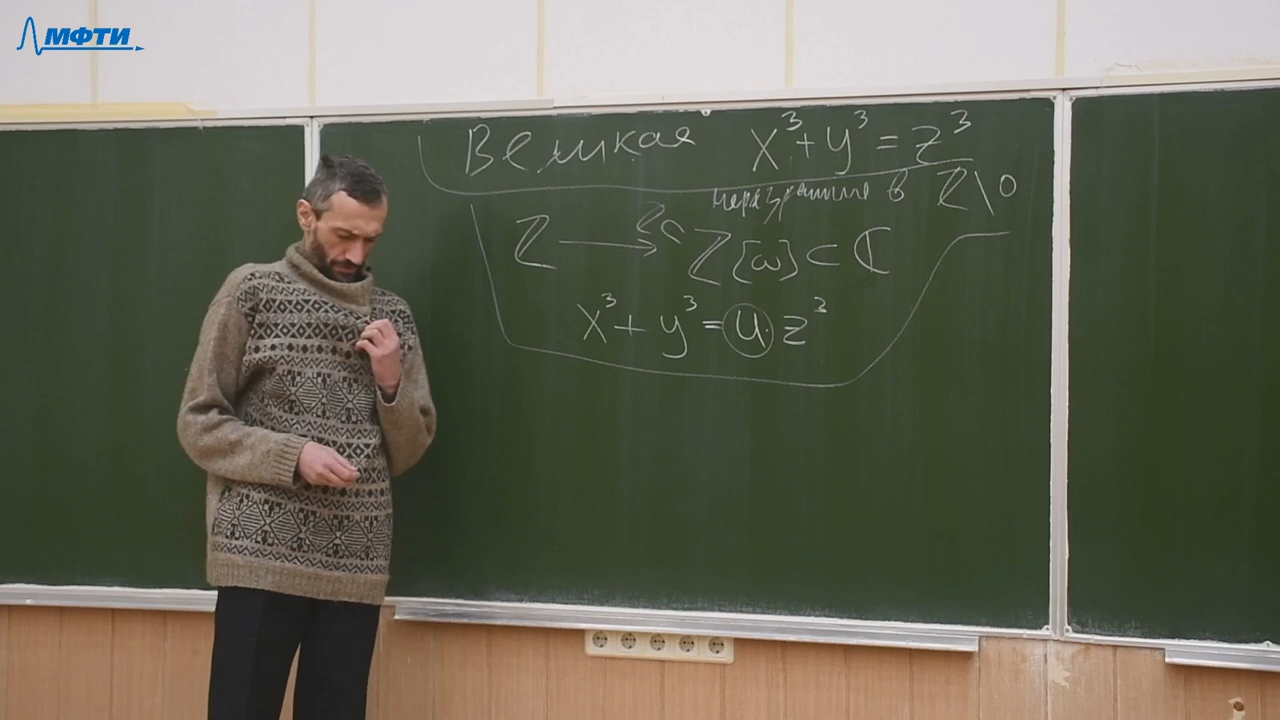 МФТИ
Великая x³+y³=z³
неразрешимо в ℤ\0
ℤ ⟶ ℤ[ω]⊂ℂ
x³+y³=u·z³